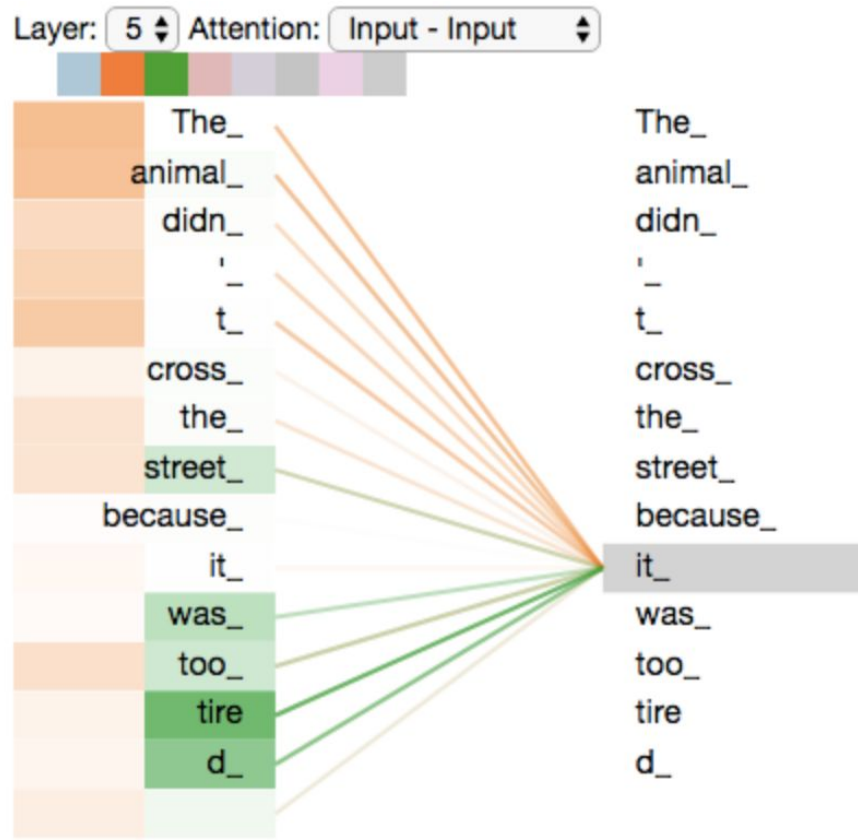 Layer: 5 Attention: Input - Input
The_ The_
animal_ animal_
didn_ didn_
'_ '_
t_ t_
cross_ cross_
the_ the_
street_ street_
because_ because_
it_ it_
was_ was_
too_ too_
tire tire
d_ d_